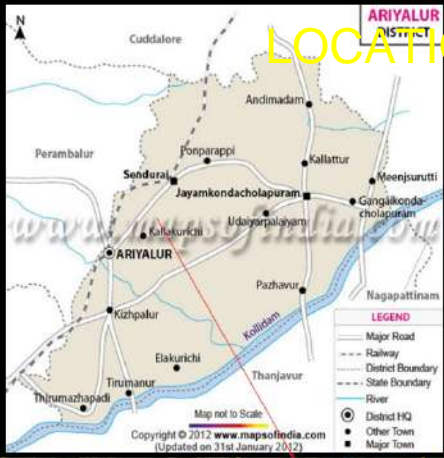 ARIYALUR
DISTRICT
LOCATIO
N
Cuddalore
Andimadam
Perambalur
Ponparappi
Kallattur
Senduraj
Meenjsurutti
Jayamkondacholapuram
Gangaikonda-
cholapuram
Udaiyarpalaiyam
www.mapsofindia.com
Kallakurichi
ARIYALUR
Pazhavur
Nagapattinam
Kizhpalur
Kollidam
Elakurichi
Thanjavur
Tirumanur
Thirumazhapadi
LEGEND
Major Road
Railway
District Boundary
State Boundary
River
District HQ
Other Town
Major Town
Map not to Scale
Copyright © 2012 www.mapsofindia.com
(Updated on 31st January 2012)